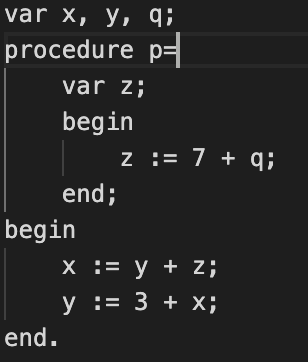 var x, y, q;
procedure p=
    var z;
    begin
        z := 7 + q;
    end;
begin
    x := y + z;
    y := 3 + x;
end.